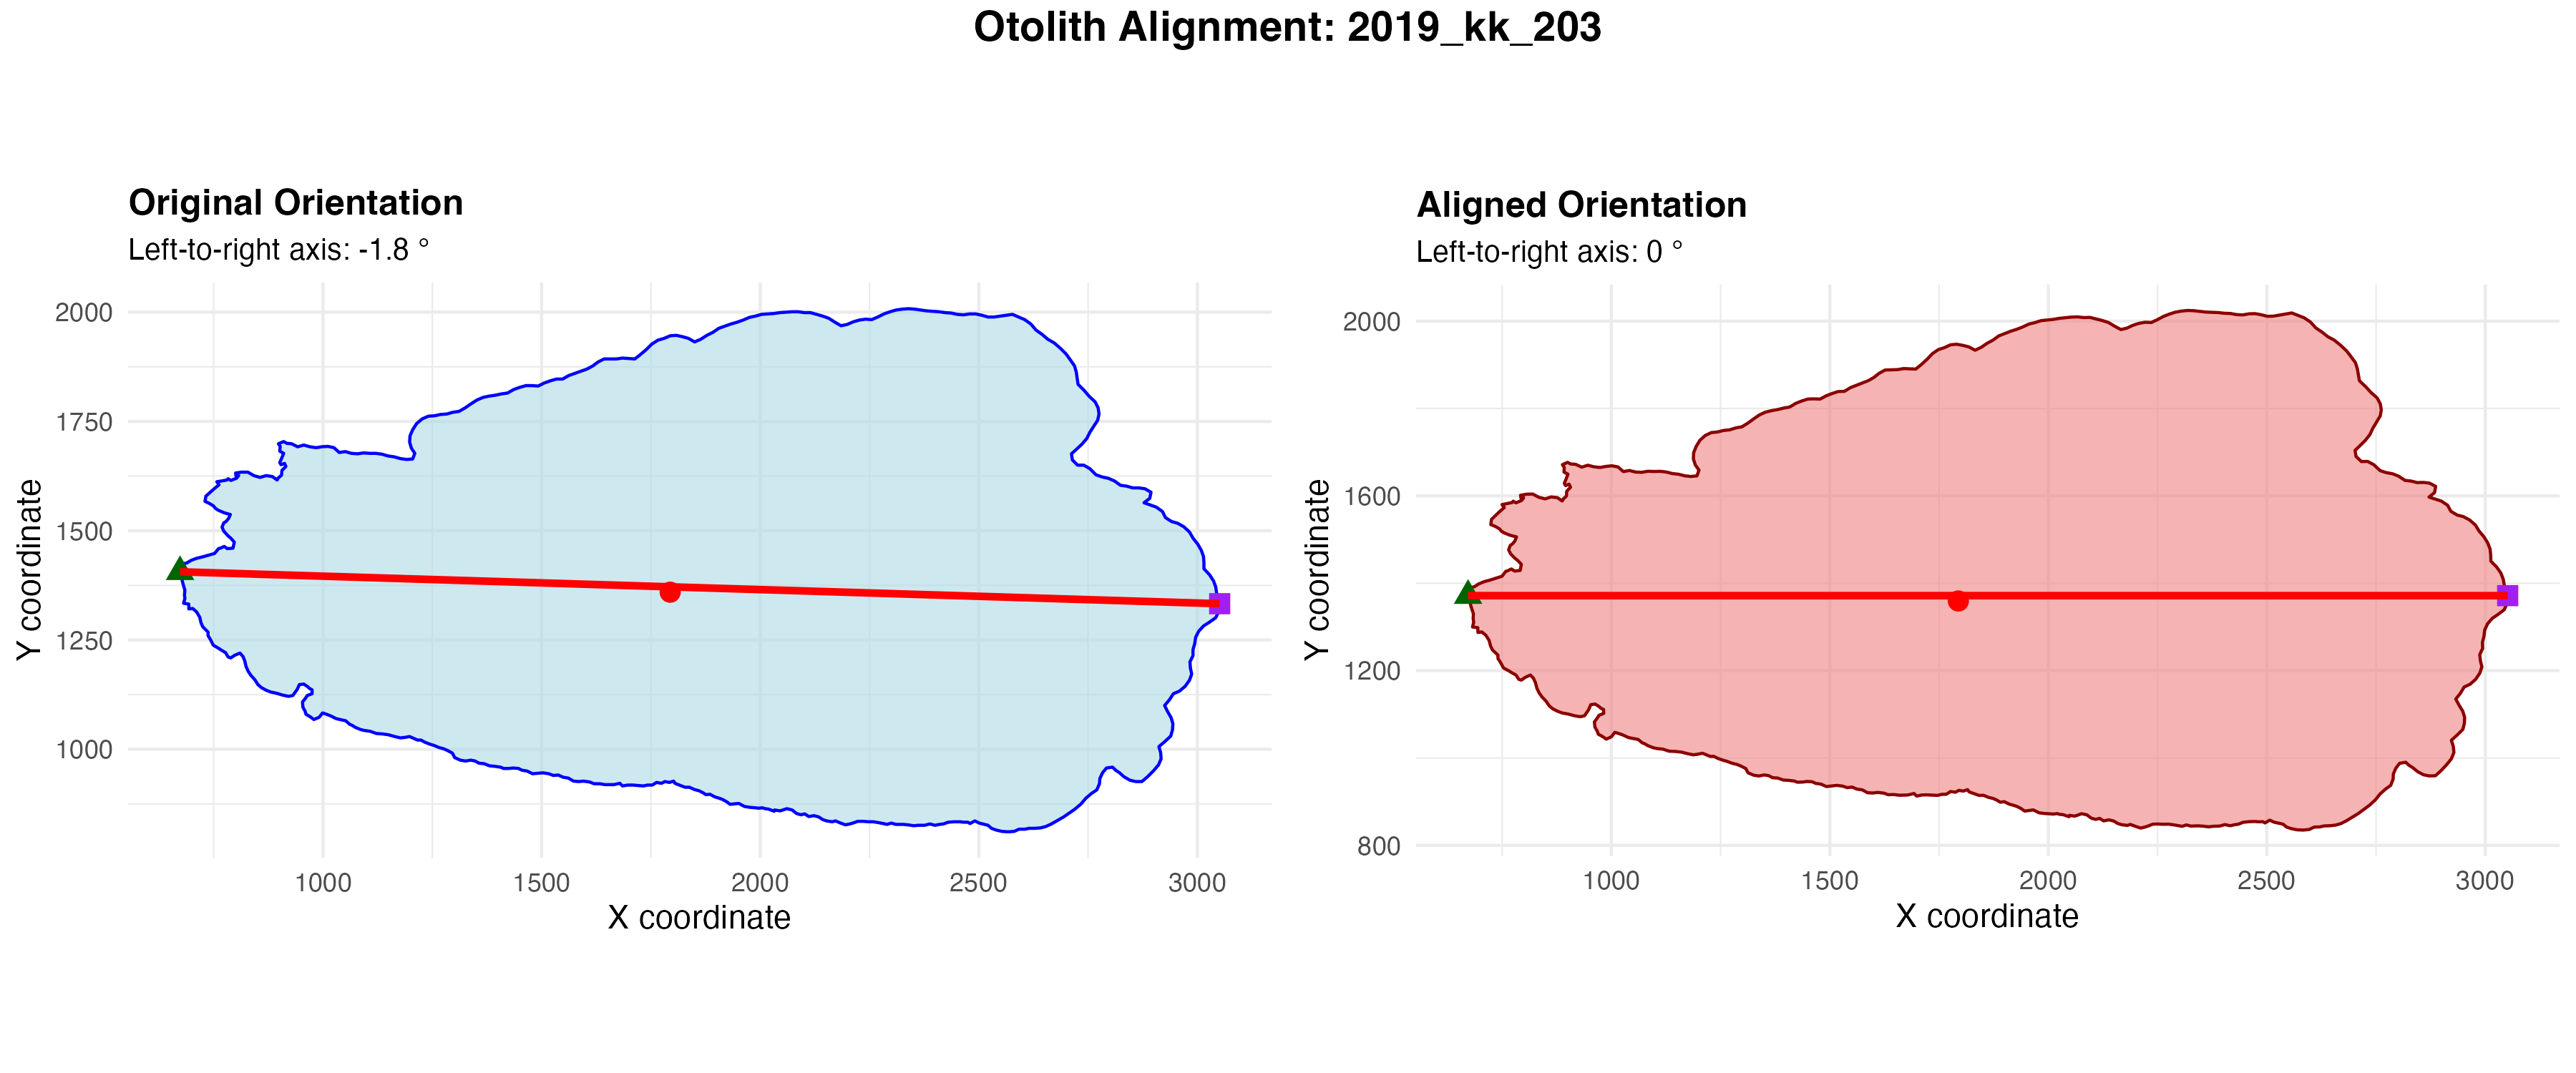 Otolith Alignment: 2019_kk_203
Original Orientation
Left-to-right axis: -1.8 °
2000
1750
1500
1250
1000
Y coordinate
1000 1500 2000 2500 3000
X coordinate
Aligned Orientation
Left-to-right axis: 0 °
2000
1600
1200
800
Y coordinate
1000 1500 2000 2500 3000
X coordinate